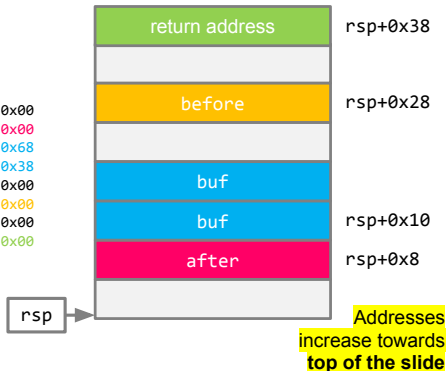 return address
rsp+0x38
before
rsp+0x28
0x00
0x00
0x68
0x38
0x00
0x00
0x00
0x00
buf
buf
rsp+0x10
after
rsp+0x8
rsp
Addresses
increase towards
top of the slide